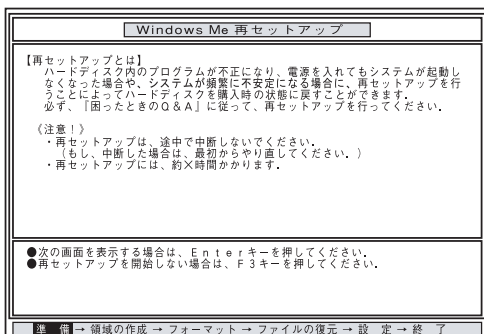 Windows Me 再セットアップ
【再セットアップとは】
ハードディスク内のプログラムが不正になり、電源を入れてもシステムが起動し
なくなった場合や、システムが頻繁に不安定になる場合に、再セットアップを行
うことによってハードディスクを購入時の状態に戻すことができます.
必ず、『困ったときのQ&A』に従って、再セットアップを行ってください.
《注意!》
・再セットアップは、途中で中断しないでください.
(もし、中断した場合は、最初からやり直してください.)
・再セットアップには、約×時間かかります.
●次の画面を表示する場合は、Enterキーを押してください.
●再セットアップを開始しない場合は、F3キーを押してください.
準 備→ 領域の作成 → フォーマット → ファイルの復元 → 設 定 → 終 了